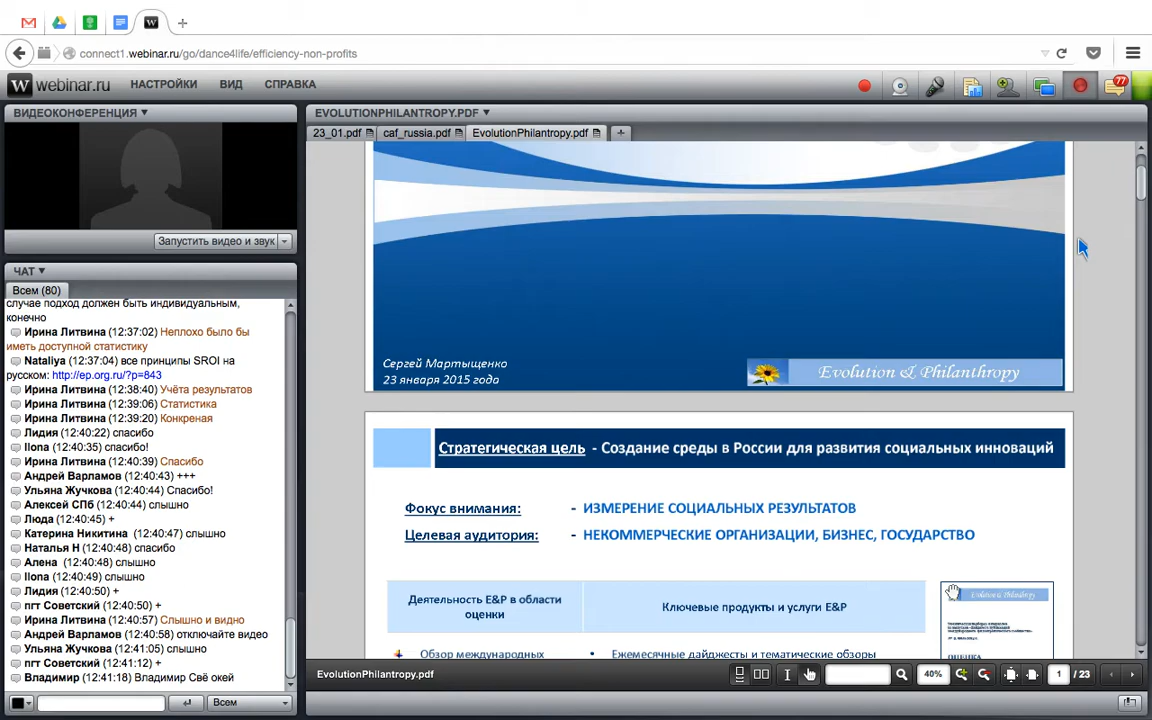 connect1.webinar.ru/go/dance4life/efficiency-non-profits
W webinar.ru НАСТРОЙКИ ВИД СПРАВКА
77
ВИДЕОКОНФЕРЕНЦИЯ
Запустить видео и звук
ЧАТ
Всем (80)
случае подход должен быть индивидуальным,
конечно
Ирина Литвина (12:37:02) Неплохо было бы
иметь доступной статистику
Nataliya (12:37:04) все принципы SROI на
русском: http://ep.org.ru/?p=843
Ирина Литвина (12:38:40) Учёта результатов
Ирина Литвина (12:39:06) Статистика
Ирина Литвина (12:39:20) Конкреная
Лидия (12:40:22) спасибо
Ilona (12:40:35) спасибо!
Ирина Литвина (12:40:39) Спасибо
Андрей Варламов (12:40:43) +++
Ульяна Жучкова (12:40:44) Спасибо!
Алексей СПб (12:40:44) слышно
Люда (12:40:45) +
Катерина Никитина (12:40:47) слышно
Наталья Н (12:40:48) спасибо
Алена (12:40:48) слышно
Ilona (12:40:49) слышно
Лидия (12:40:50) +
пгт Советский (12:40:50) +
Ирина Литвина (12:40:57) Слышно и видно
Андрей Варламов (12:40:58) отключайте видео
Ульяна Жучкова (12:41:05) слышно
пгт Советский (12:41:12) +
Владимир (12:41:18) Владимир Свё окей
Всем
EVOLUTIONPHILANTROPY.PDF
23_01.pdf caf_russia.pdf EvolutionPhilantropy.pdf
Сергей Мартыщенко
23 января 2015 года
Evolution & Philanthropy
Стратегическая цель - Создание среды в России для развития социальных инноваций
Фокус внимания: - ИЗМЕРЕНИЕ СОЦИАЛЬНЫХ РЕЗУЛЬТАТОВ
Целевая аудитория: - НЕКОММЕРЧЕСКИЕ ОРГАНИЗАЦИИ, БИЗНЕС, ГОСУДАРСТВО
Деятельность E&P в области
оценки
Ключевые продукты и услуги E&P
Обзор международных
Ежемесячные дайджесты и тематические обзоры
Evolution & Philanthropy
ОЦЕНКА
EvolutionPhilantropy.pdf
40%
1 / 23